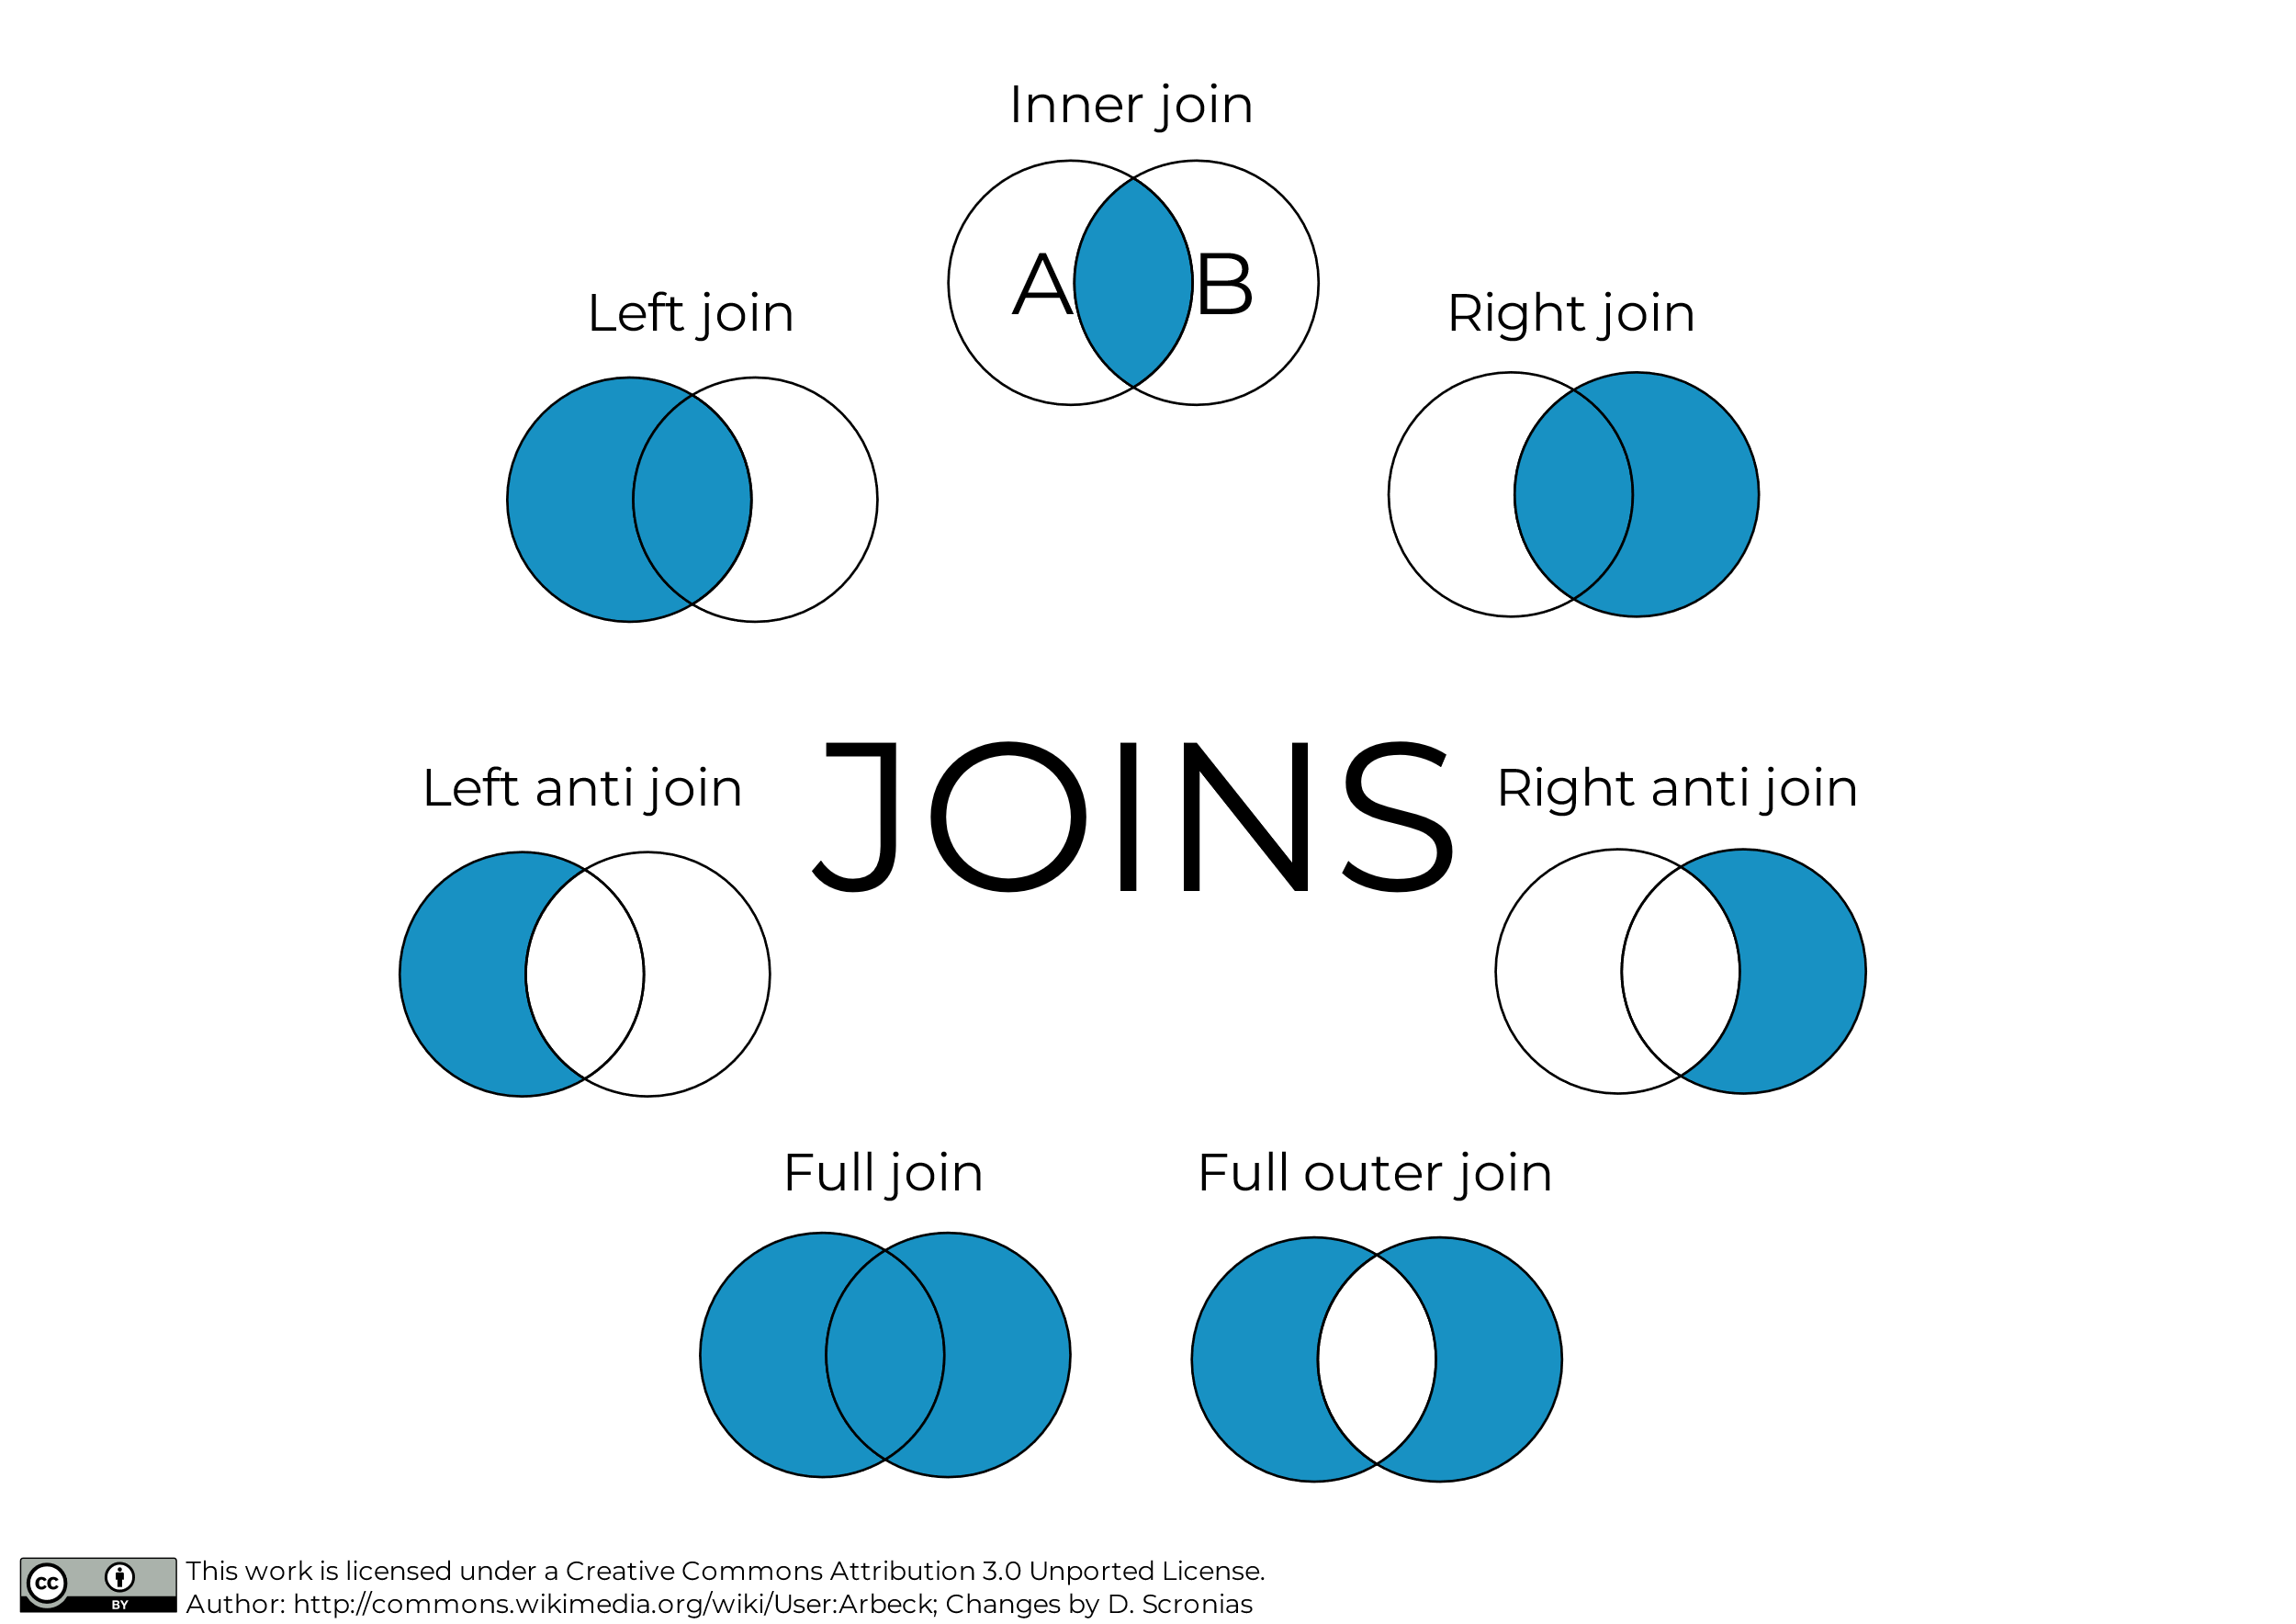 Inner join
A B
Left join
Right join
JOINS
Left anti join
Right anti join
Full join
Full outer join
cc BY
This work is licensed under a Creative Commons Attribution 3.0 Unported License.
Author: http://commons.wikimedia.org/wiki/User:Arbeck; Changes by D. Scronias